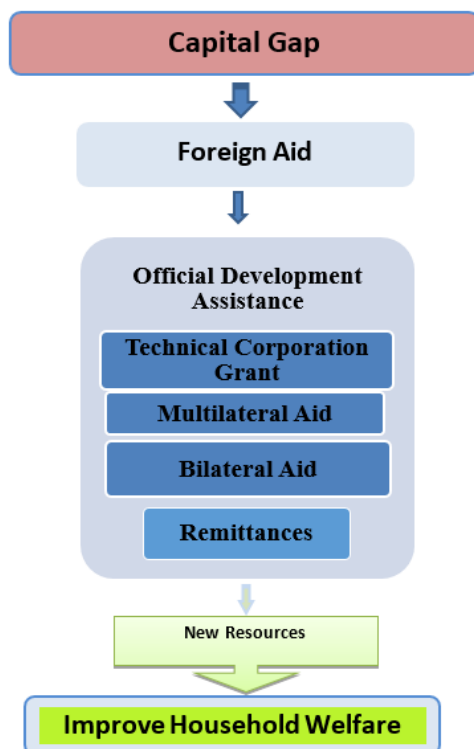 Capital Gap
Foreign Aid
Official Development
Assistance
Technical Corporation
Grant
Multilateral Aid
Bilateral Aid
Remittances
New Resources
Improve Household Welfare